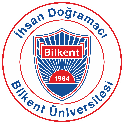 İhsan Doğramacı
Bilkent
1984
Bilkent Üniversitesi